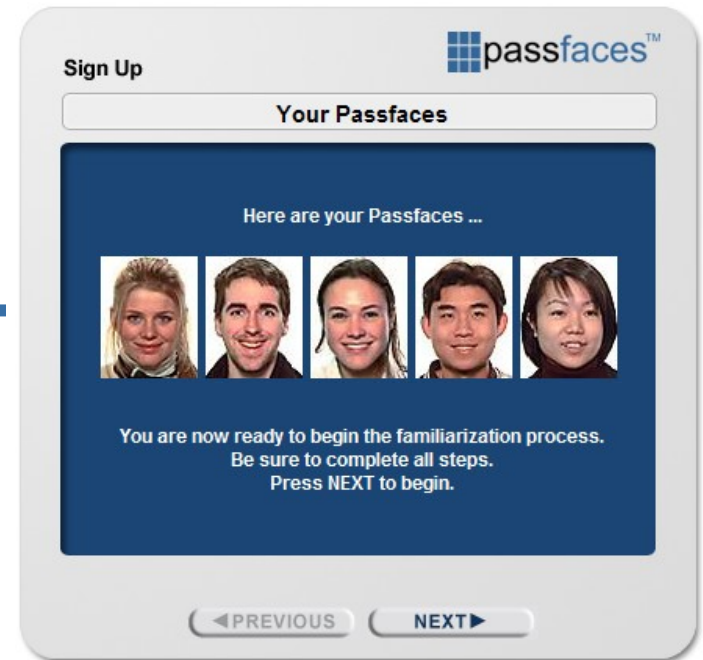 passfaces™
Sign Up
Your Passfaces
Here are your Passfaces ...
You are now ready to begin the familiarization process.
Be sure to complete all steps.
Press NEXT to begin.
◄PREVIOUS
NEXT►